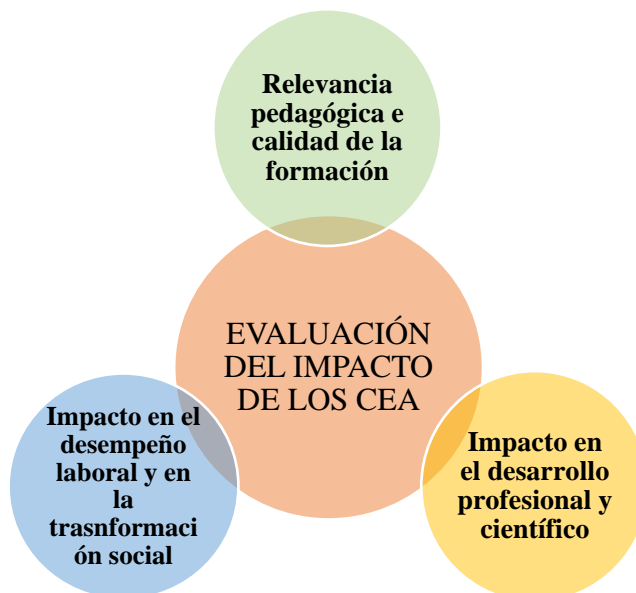 Relevancia
pedagógica e
calidad de la
formación
EVALUACIÓN
DEL IMPACTO
DE LOS CEA
Impacto en el
desempeño
laboral y en
la
trasnformaci
ón social
Impacto en
el desarrollo
profesional y
científico